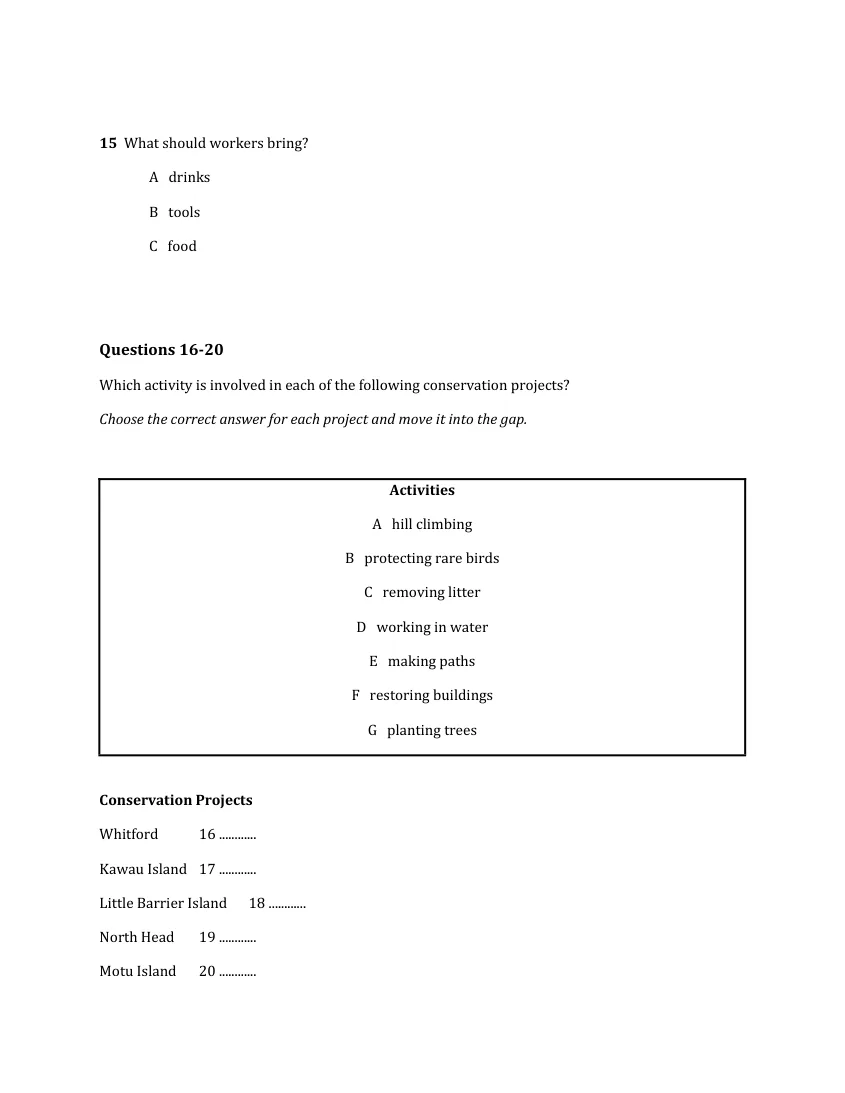 15 What should workers bring?
A drinks
B tools
C food
Questions 16-20
Which activity is involved in each of the following conservation projects?
Choose the correct answer for each project and move it into the gap.
Activities
A hill climbing
B protecting rare birds
C removing litter
D working in water
E making paths
F restoring buildings
G planting trees
Conservation Projects
Whitford 16 ............
Kawau Island 17 ............
Little Barrier Island 18 ............
North Head 19 ............
Motu Island 20 ............